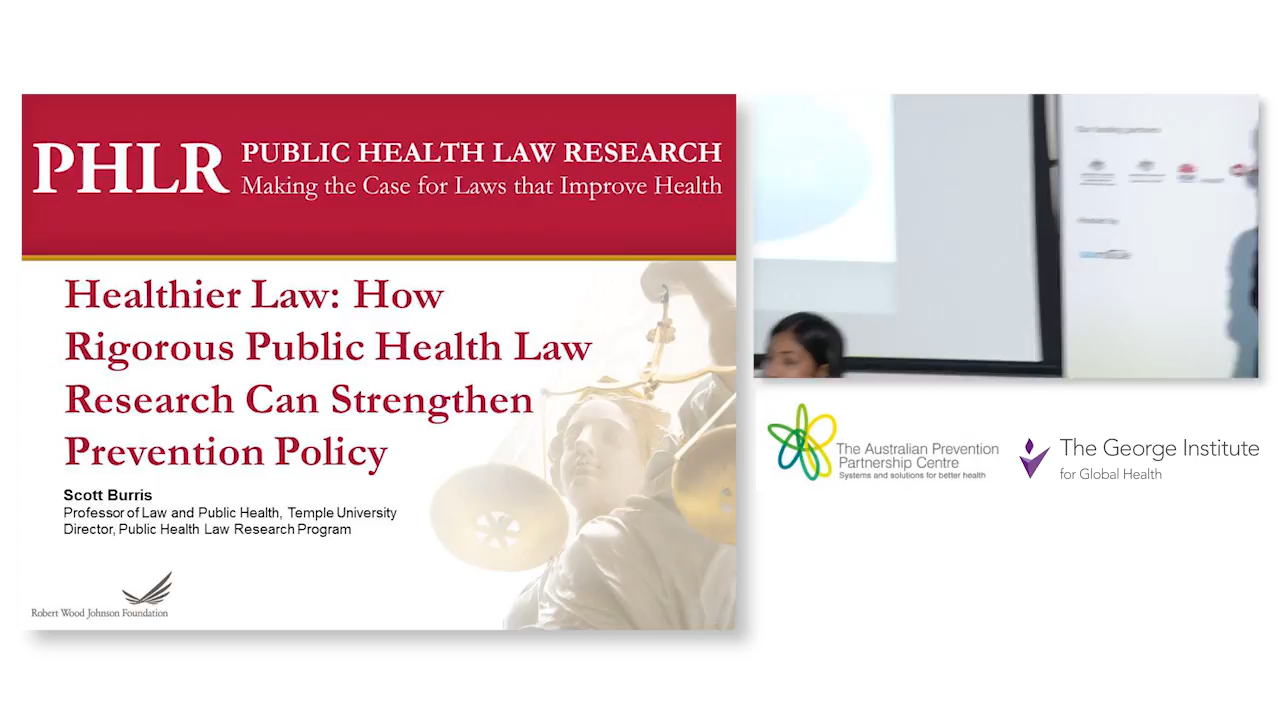 PHLR
PUBLIC HEALTH LAW RESEARCH
Making the Case for Laws that Improve Health
Healthier Law: How
Rigorous Public Health Law
Research Can Strengthen
Prevention Policy
Scott Burris
Professor of Law and Public Health, Temple University
Director, Public Health Law Research Program
Robert Wood Johnson Foundation
The Australian Prevention
Partnership Centre
Systems and solutions for better health
The George Institute
for Global Health